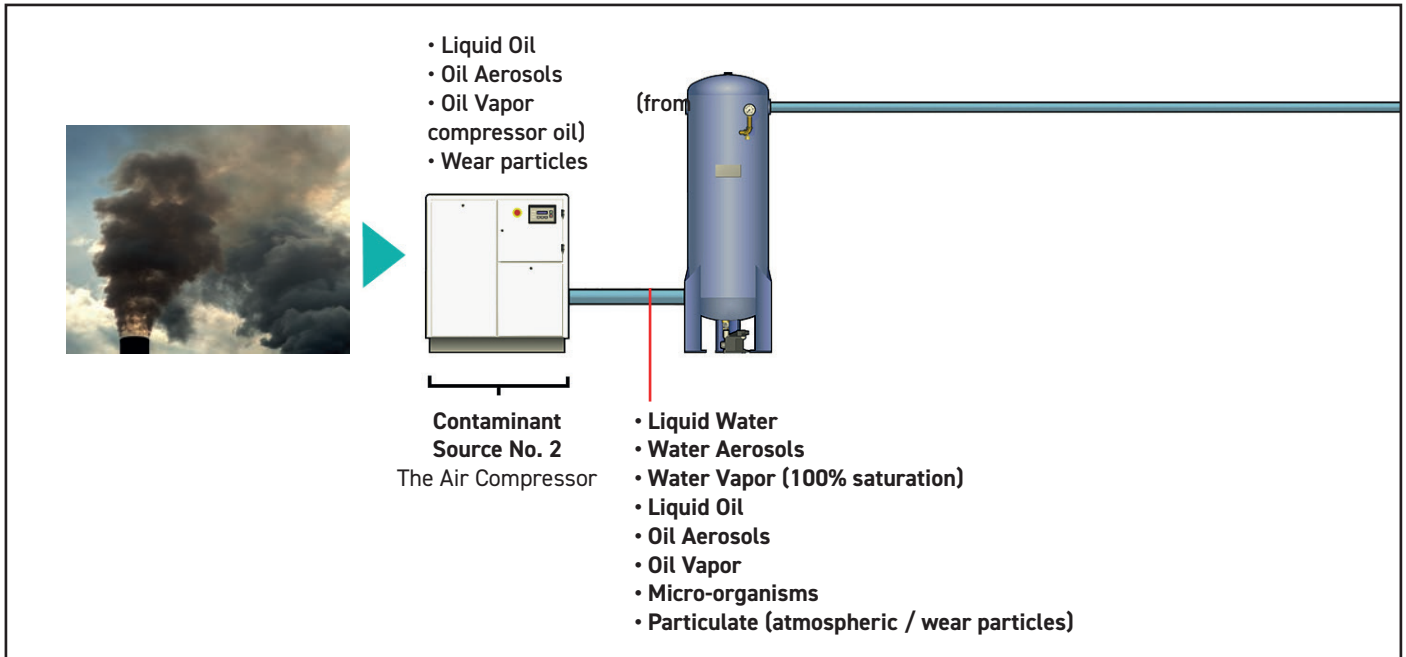 • Liquid Oil
• Oil Aerosols
• Oil Vapor (from
compressor oil)
• Wear particles
Contaminant
Source No. 2
The Air Compressor
• Liquid Water
• Water Aerosols
• Water Vapor (100% saturation)
• Liquid Oil
• Oil Aerosols
• Oil Vapor
• Micro-organisms
• Particulate (atmospheric / wear particles)